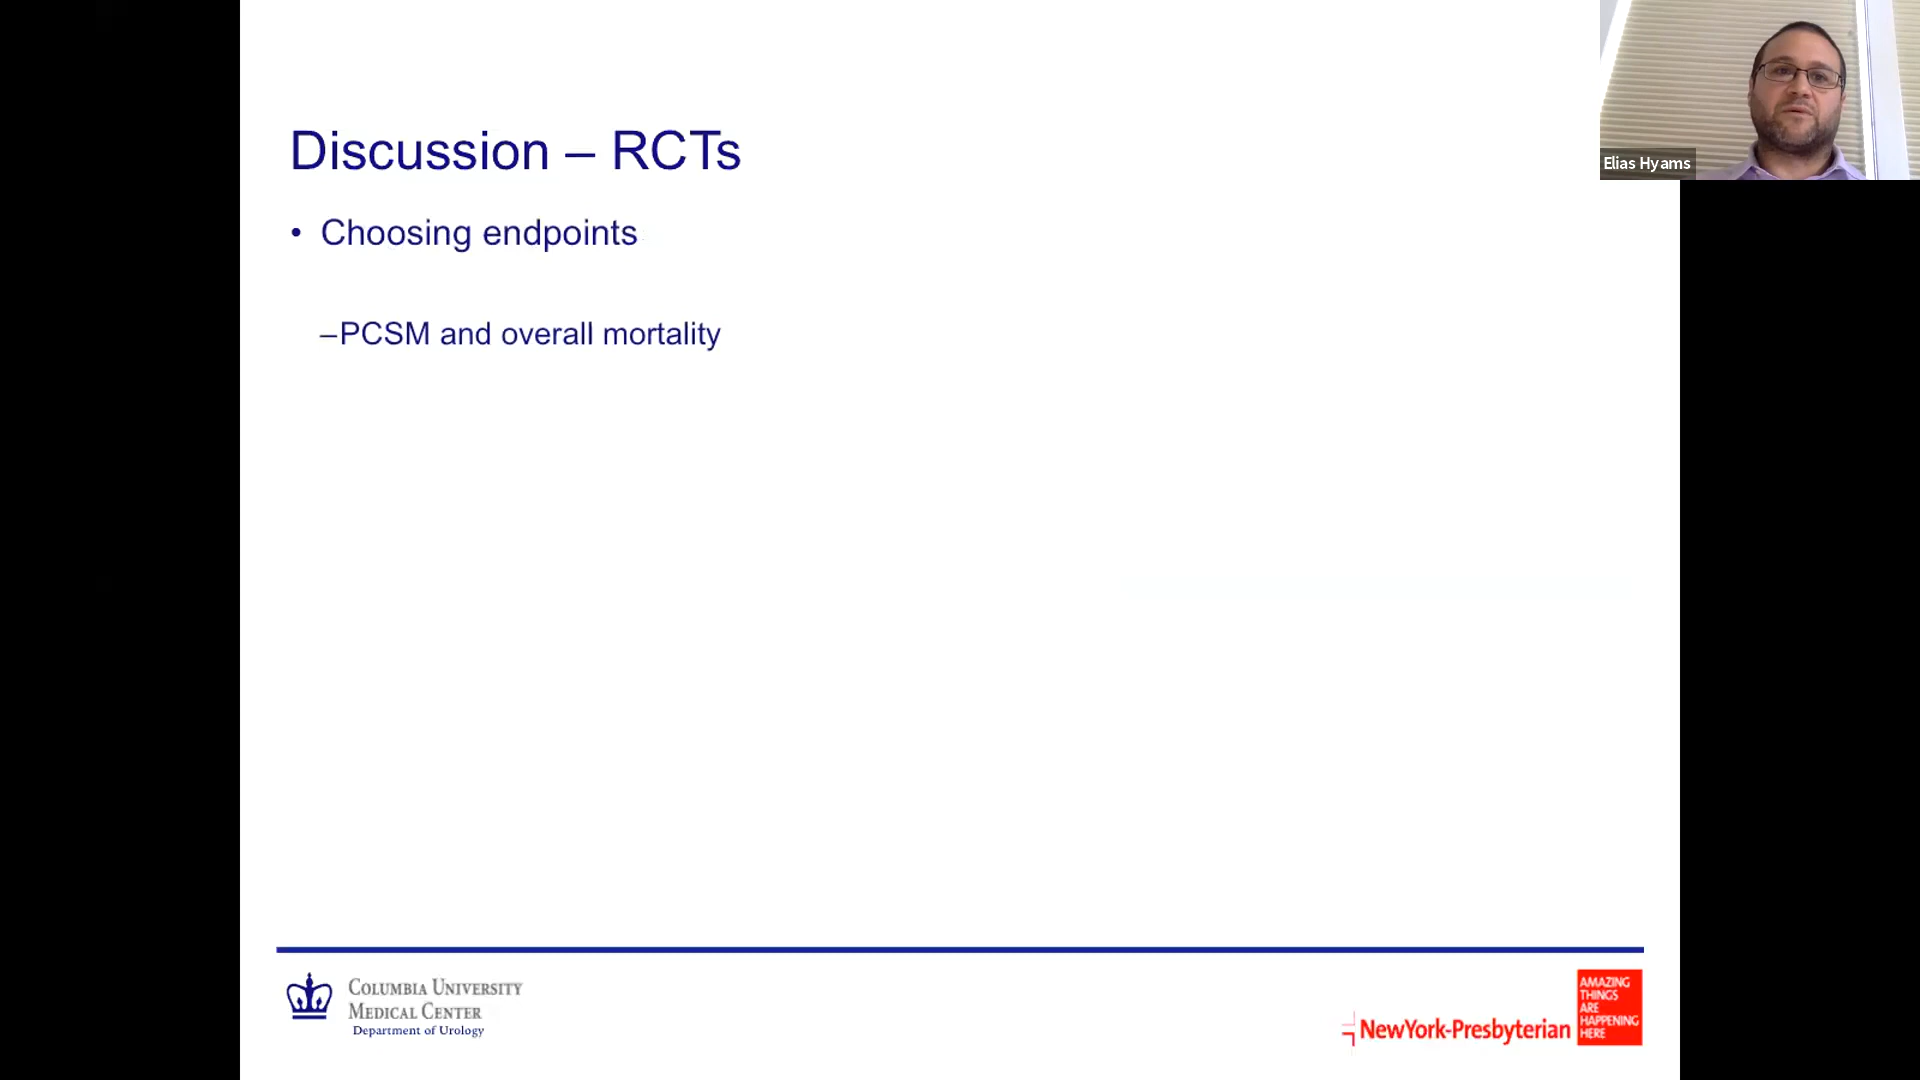 Elias Hyams
Discussion – RCTs
• Choosing endpoints
–PCSM and overall mortality
COLUMBIA UNIVERSITY
MEDICAL CENTER
Department of Urology
NewYork-Presbyterian
AMAZING
THINGS
ARE
HAPPENING
HERE